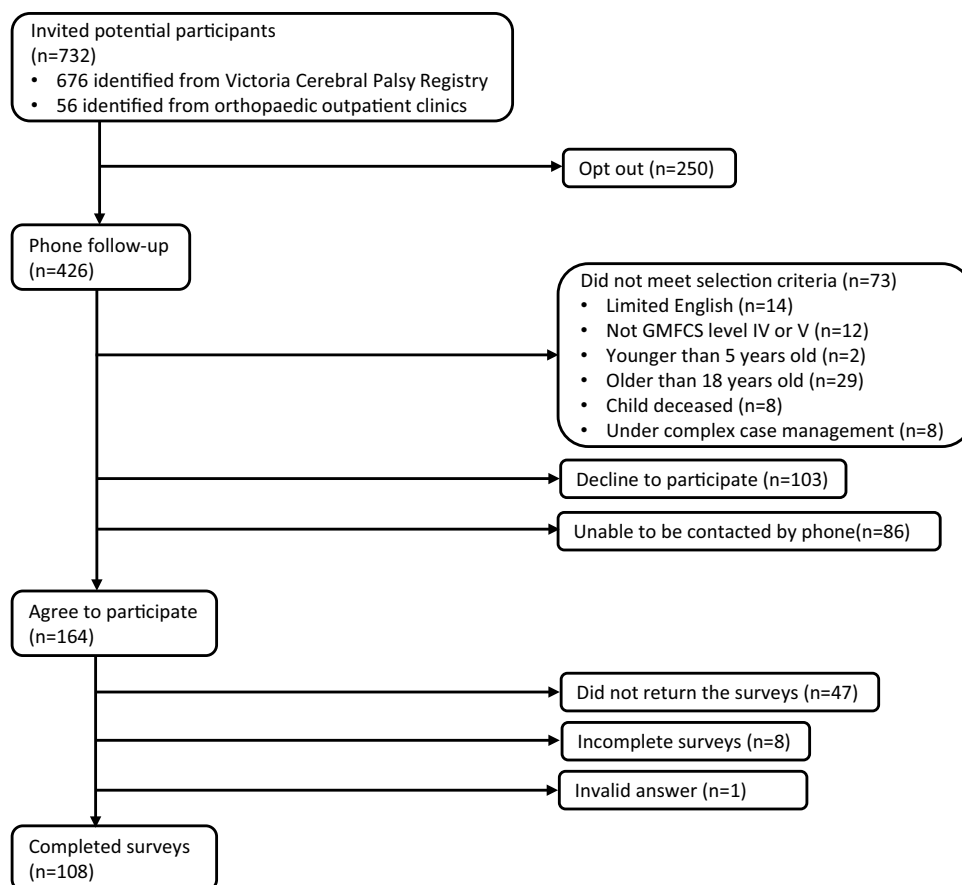 Invited potential participants
(n=732)
• 676 identified from Victoria Cerebral Palsy Registry
• 56 identified from orthopaedic outpatient clinics
Opt out (n=250)
Phone follow-up
(n=426)
Did not meet selection criteria (n=73)
• Limited English (n=14)
• Not GMFCS level IV or V (n=12)
• Younger than 5 years old (n=2)
• Older than 18 years old (n=29)
• Child deceased (n=8)
• Under complex case management (n=8)
Decline to participate (n=103)
Unable to be contacted by phone(n=86)
Agree to participate
(n=164)
Did not return the surveys (n=47)
Incomplete surveys (n=8)
Invalid answer (n=1)
Completed surveys
(n=108)